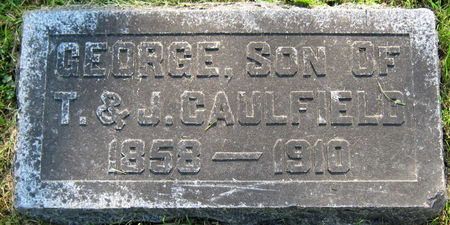 GEORGE, SON OF
T. & J. CAULFIELD
1858 — 1910